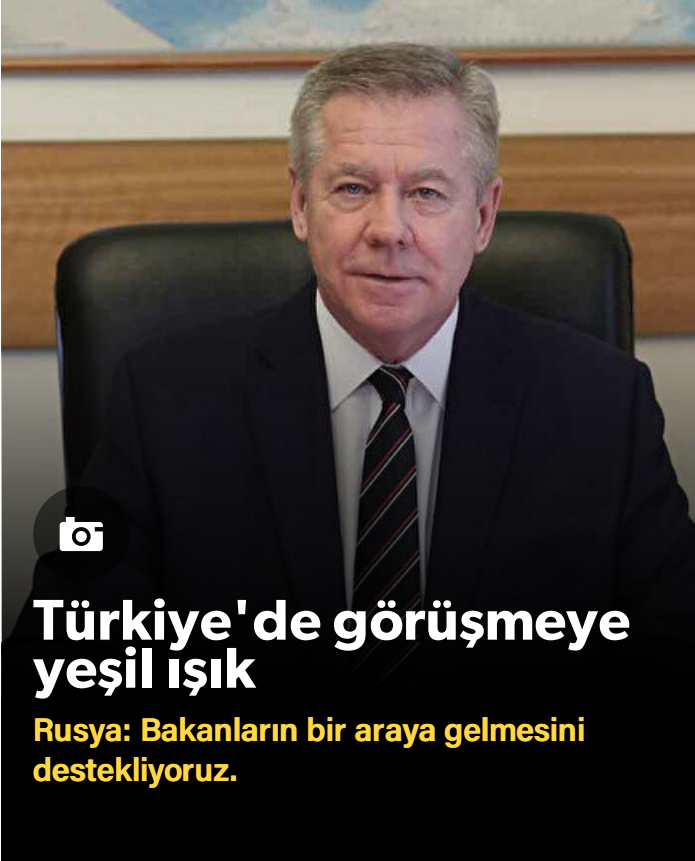 Türkiye'de görüşmeye
yeşil ışık
Rusya: Bakanların bir araya gelmesini
destekliyoruz.